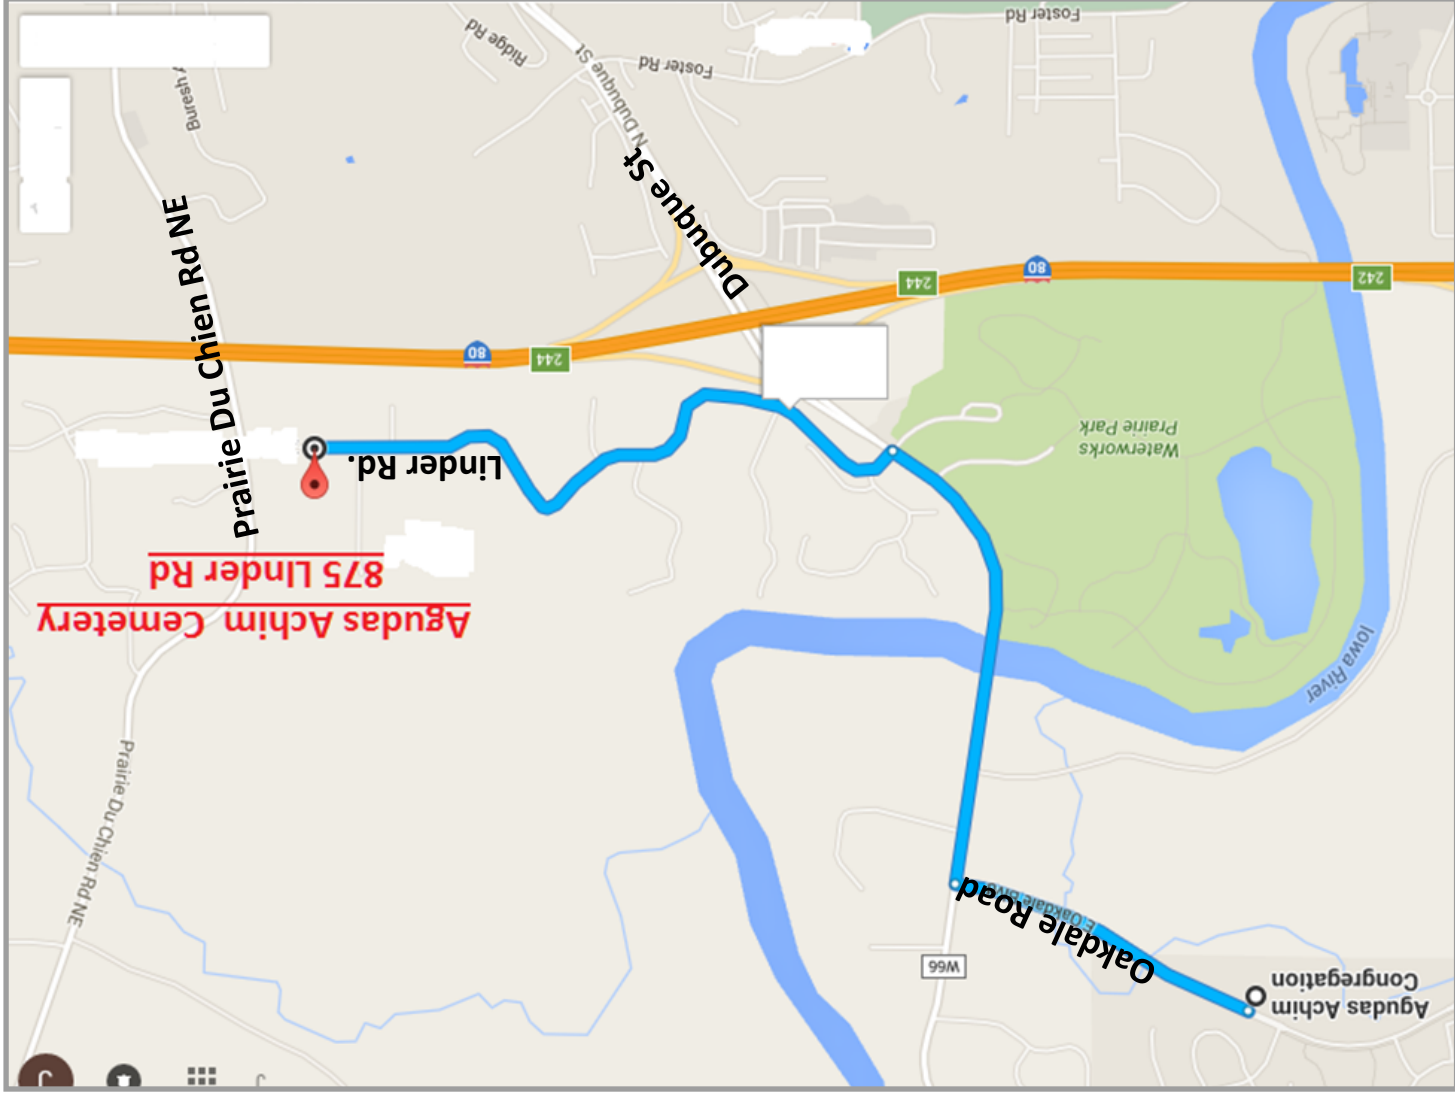 Agudas Achim
Congregation
W66
Oakdale Road
E Oakdale Blvd
Prairie Du Chien Rd NE
Iowa River
Agudas Achim Cemetery
875 Linder Rd
Linder Rd.
Waterworks
Prairie Park
Prairie Du Chien Rd NE
244
80
242
80
244
Dubuque St
N Dubuque St
Buresh A
Foster Rd
Ridge Rd
Foster Rd